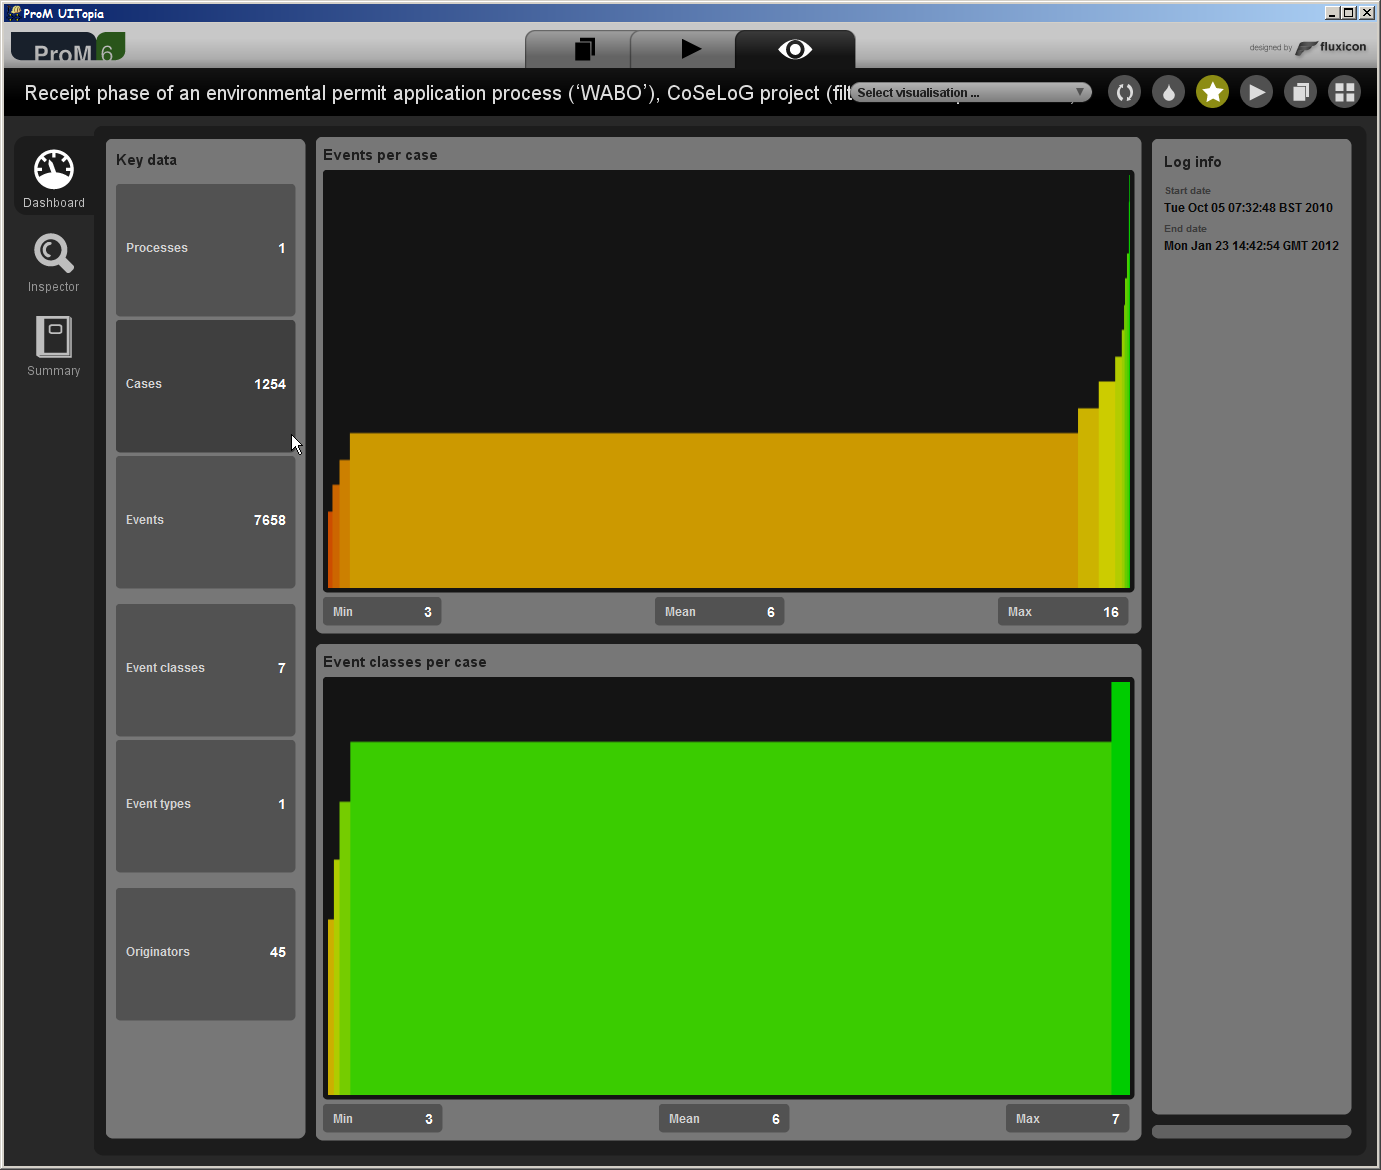 ProM UITopia
ProM 6
designed by fluxicon
Receipt phase of an environmental permit application process (‘WABO’), CoSeLoG project (filt
Select visualisation ...
Dashboard
Inspector
Summary
Key data
Processes 1
Cases 1254
Events 7658
Event classes 7
Event types 1
Originators 45
Events per case
Min 3
Mean 6
Max 16
Event classes per case
Min 3
Mean 6
Max 7
Log info
Start date
Tue Oct 05 07:32:48 BST 2010
End date
Mon Jan 23 14:42:54 GMT 2012